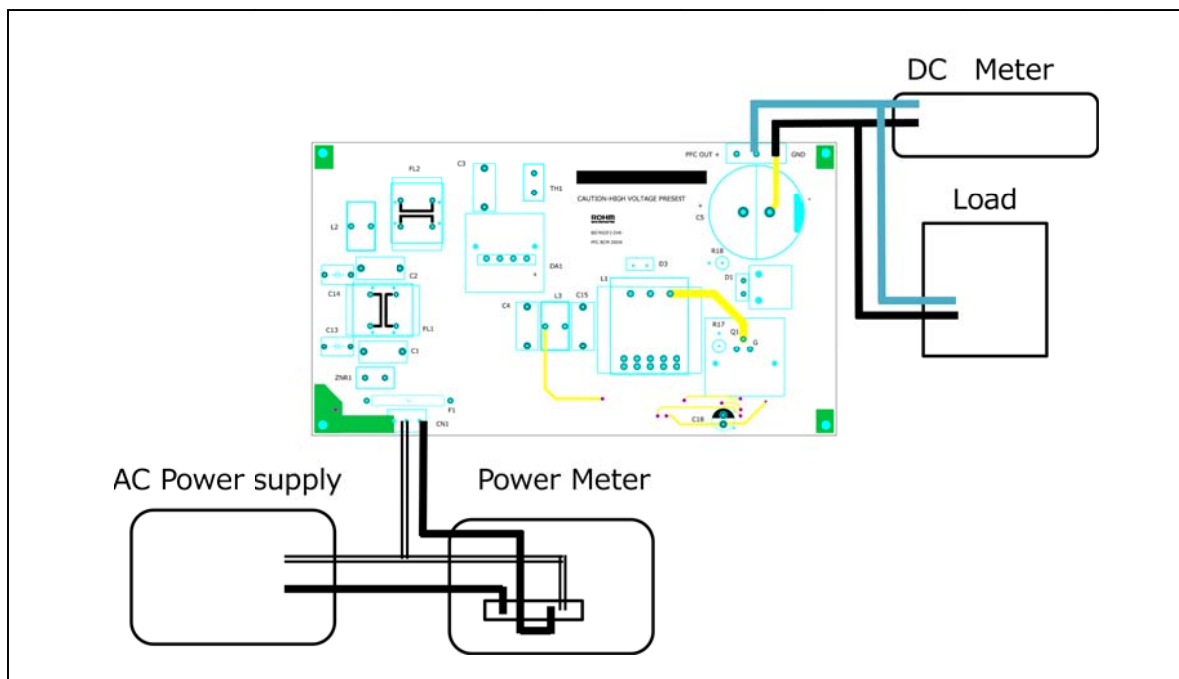 DC Meter
Load
PFC OUT +
GND
C3
TH1
FL2
CAUTION-HIGH VOLTAGE PRESEST
C5
+
ROHM
L2
R18
DA1
+
D3
D1
L1
C2
C14
C4
L3
C15
FL1
R17
Q1
G
C13
C1
ZNR1
F1
C16
CN1
AC Power supply
Power Meter